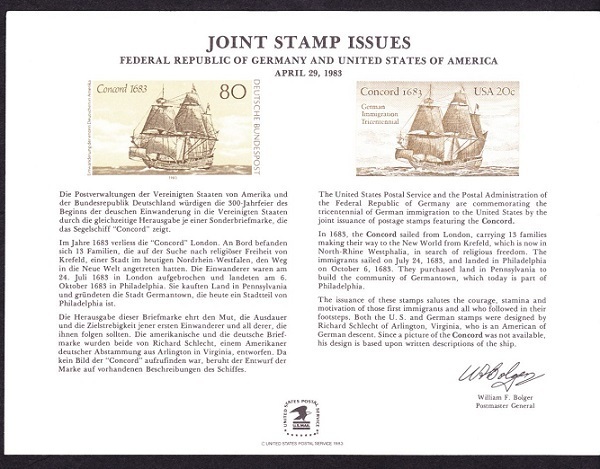 JOINT STAMP ISSUES
FEDERAL REPUBLIC OF GERMANY AND UNITED STATES OF AMERICA
APRIL 29, 1983
Concord 1683
80
DEUTSCHE BUNDESPOST
1983
Concord 1683
USA 20c
German
Immigration
Tricentennial
Die Postverwaltungen der Vereinigten Staaten von Amerika und
der Bundesrepublik Deutschland würdigen die 300-Jahrfeier des
Beginns der deuschen Einwanderung in die Vereinigten Staaten
durch die gleichzeitige Herausgabe je einer Sonderbriefmarke, die
das Segelschiff "Concord" zeigt.
Im Jahre 1683 verliess die "Concord" London. An Bord befanden
sich 13 Familien, die auf der Suche nach religiöser Freiheit von
Krefeld, einer Stadt im heutigen Nordrhein-Westfalen, den Weg
in die Neue Welt angetreten hatten. Die Einwanderer waren am
24. Juli 1683 in London aufgebrochen und landeten am 6.
Oktober 1683 in Philadelphia. Sie kauften Land in Pennsylvania
und gründeten die Stadt Germantown, die heute ein Stadtteil von
Philadelphia ist.
Die Herausgabe dieser Briefmarke ehrt den Mut, die Ausdauer
und die Zielstrebigkeit jener ersten Einwanderer und all derer, die
ihnen folgen sollten. Die amerikanische und die deutsche Brief-
marke wurden beide von Richard Schlecht, einem Amerikaner
deutscher Abstammung aus Arlington in Virginia, entworfen. Da
kein Bild der "Concord" aufzufinden war, beruht der Entwurf der
Marke auf vorhandenen Beschreibungen des Schiffes.
The United States Postal Service and the Postal Administration of
the Federal Republic of Germany are commemorating the
tricentennial of German immigration to the United States by the
joint issuance of postage stamps featuring the Concord.
In 1683, the Concord sailed from London, carrying 13 families
making their way to the New World from Krefeld, which is now in
North-Rhine Westphalia, in search of religious freedom. The
immigrants sailed on July 24, 1683, and landed in Philadelphia
on October 6, 1683. They purchased land in Pennsylvania to
build the community of Germantown, which today is part of
Philadelphia.
The issuance of these stamps salutes the courage, stamina and
motivation of those first immigrants and all who followed in their
footsteps. Both the U. S. and German stamps were designed by
Richard Schlecht of Arlington, Virginia, who is an American of
German descent. Since a picture of the Concord was not available,
his design is based upon written descriptions of the ship.
William F. Bolger
Postmaster General
UNITED STATES POSTAL SERVICE
U.S. MAIL
© UNITED STATES POSTAL SERVICE 1983